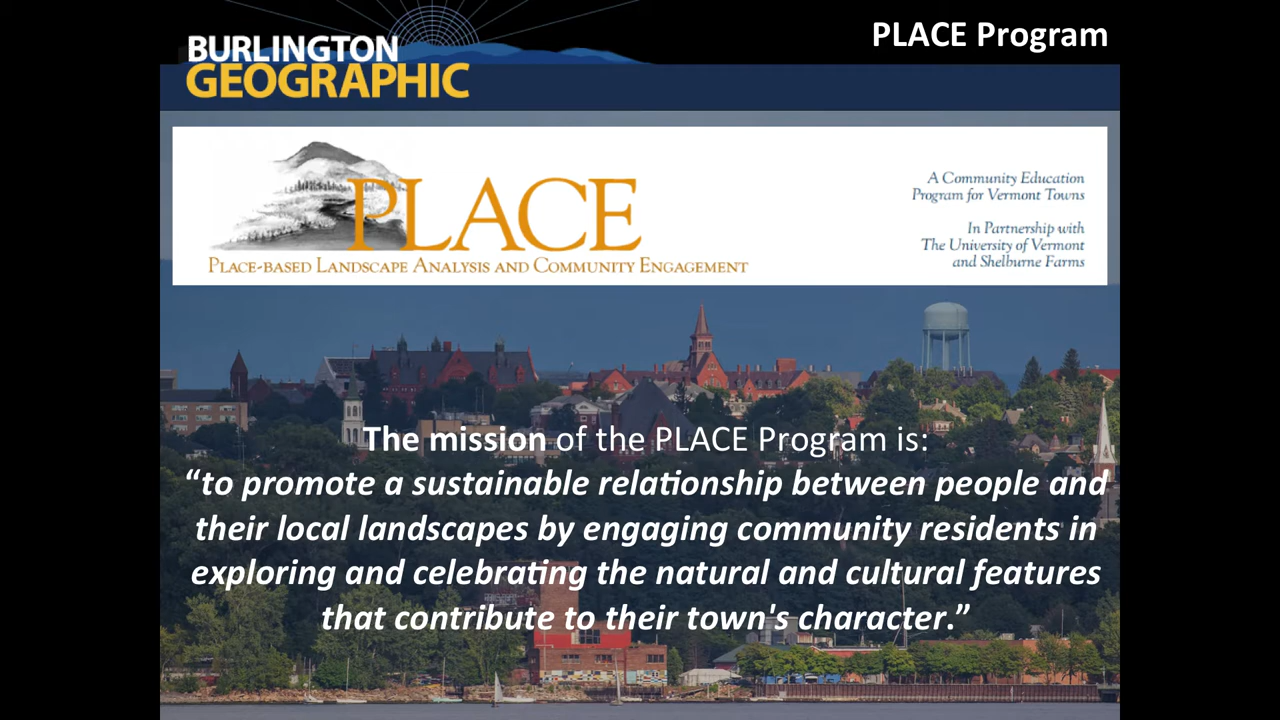 BURLINGTON
GEOGRAPHIC
PLACE Program
PLACE
PLACE-BASED LANDSCAPE ANALYSIS AND COMMUNITY ENGAGEMENT
A Community Education
Program for Vermont Towns
In Partnership with
The University of Vermont
and Shelburne Farms
The mission of the PLACE Program is:
“to promote a sustainable relationship between people and
their local landscapes by engaging community residents in
exploring and celebrating the natural and cultural features
that contribute to their town's character.”